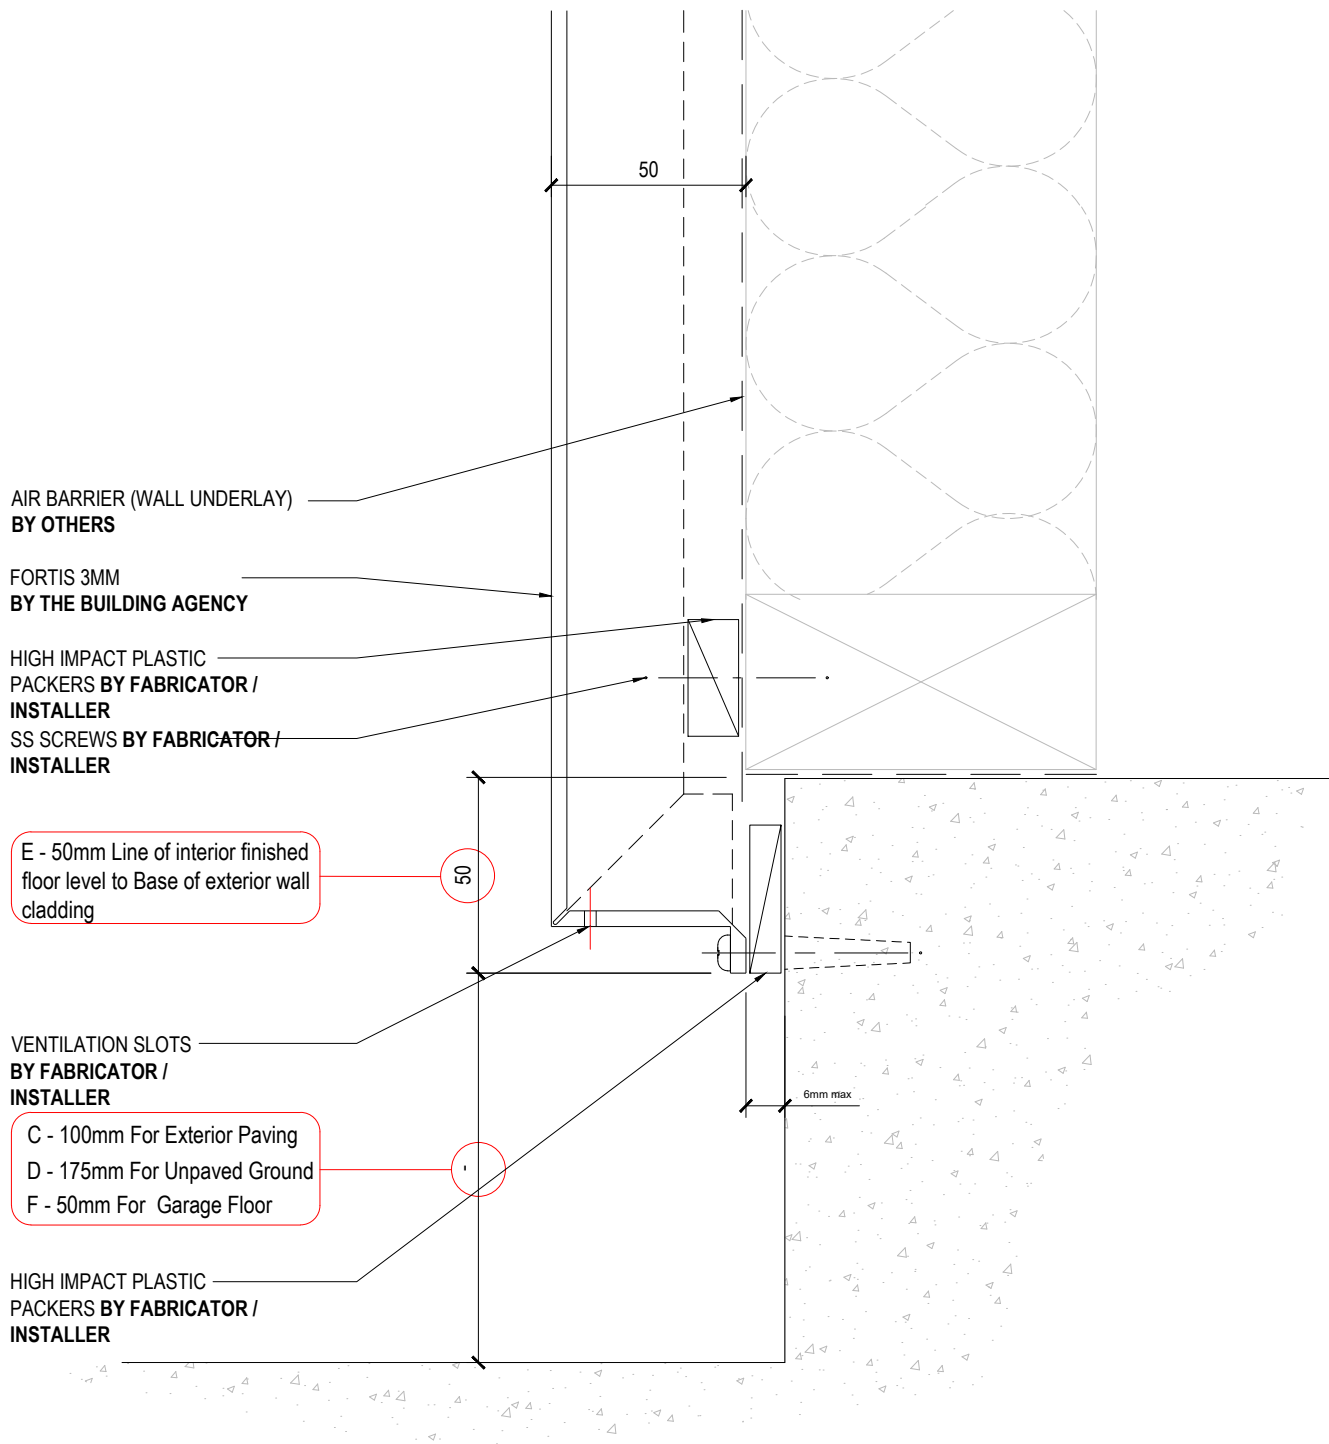 50
AIR BARRIER (WALL UNDERLAY)
BY OTHERS
FORTIS 3MM
BY THE BUILDING AGENCY
HIGH IMPACT PLASTIC
PACKERS BY FABRICATOR /
INSTALLER
SS SCREWS BY FABRICATOR /
INSTALLER
E - 50mm Line of interior finished
floor level to Base of exterior wall
cladding
50
VENTILATION SLOTS
BY FABRICATOR /
INSTALLER
6mm max
C - 100mm For Exterior Paving
D - 175mm For Unpaved Ground
F - 50mm For Garage Floor
-
HIGH IMPACT PLASTIC
PACKERS BY FABRICATOR /
INSTALLER